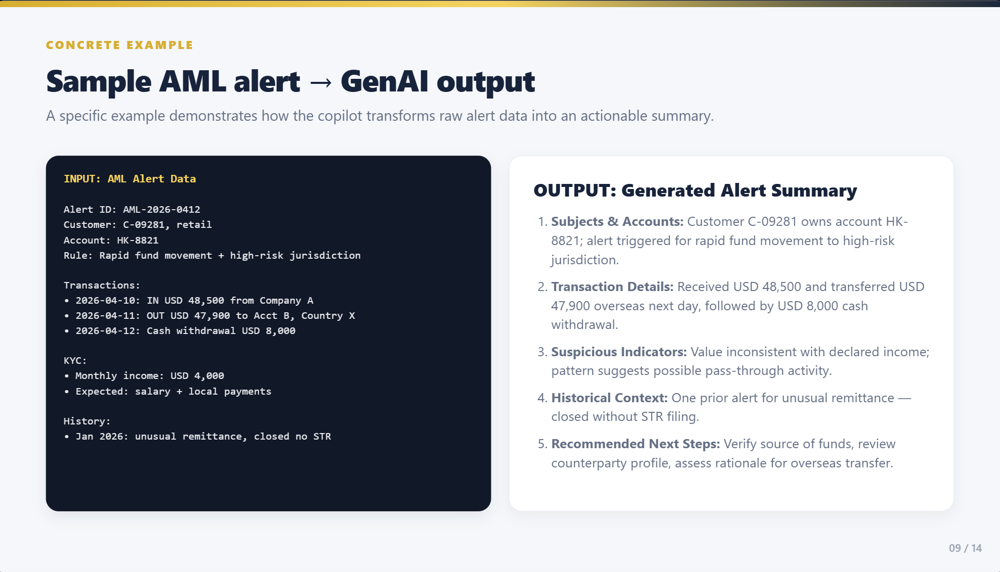 CONCRETE EXAMPLE
Sample AML alert → GenAI output
A specific example demonstrates how the copilot transforms raw alert data into an actionable summary.
INPUT: AML Alert Data
Alert ID: AML-2026-0412
Customer: C-09281, retail
Account: HK-8821
Rule: Rapid fund movement + high-risk jurisdiction
Transactions:
• 2026-04-10: IN USD 48,500 from Company A
• 2026-04-11: OUT USD 47,900 to Acct B, Country X
• 2026-04-12: Cash withdrawal USD 8,000
KYC:
• Monthly income: USD 4,000
• Expected: salary + local payments
History:
• Jan 2026: unusual remittance, closed no STR
OUTPUT: Generated Alert Summary
1. Subjects & Accounts: Customer C-09281 owns account HK-
8821; alert triggered for rapid fund movement to high-risk
jurisdiction.
2. Transaction Details: Received USD 48,500 and transferred USD
47,900 overseas next day, followed by USD 8,000 cash
withdrawal.
3. Suspicious Indicators: Value inconsistent with declared income;
pattern suggests possible pass-through activity.
4. Historical Context: One prior alert for unusual remittance —
closed without STR filing.
5. Recommended Next Steps: Verify source of funds, review
counterparty profile, assess rationale for overseas transfer.
09 / 14